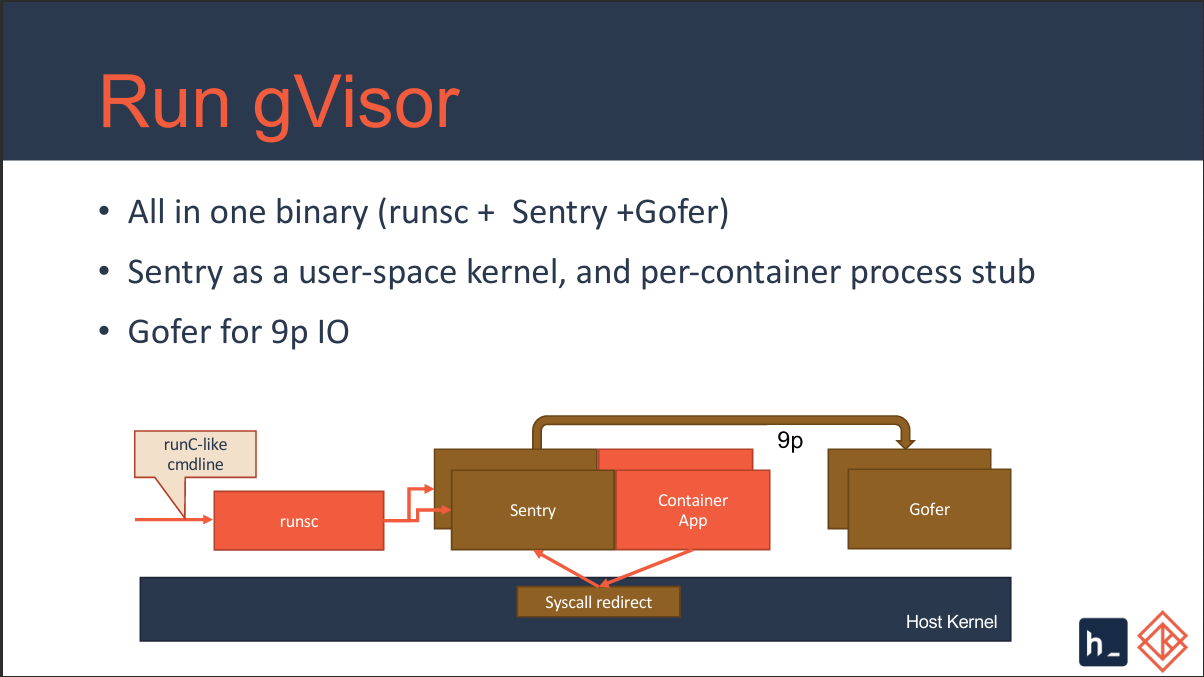 Run gVisor
• All in one binary (runsc +  Sentry +Gofer)
• Sentry as a user-space kernel, and per-container process stub
• Gofer for 9p IO
runC-like
cmdline
runsc
Sentry
Container
App
9p
Gofer
Syscall redirect
Host Kernel
h_